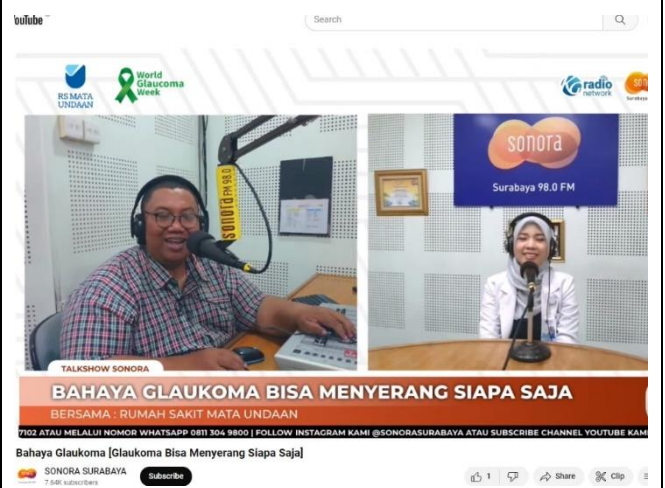 YouTube
Search
RS MATA
UNDAAN
World
Glaucoma
Week
radio
network
Surabaya
sonora FM 98.0
sonora
Surabaya 98.0 FM
TALKSHOW SONORA
BAHAYA GLAUKOMA BISA MENYERANG SIAPA SAJA
BERSAMA : RUMAH SAKIT MATA UNDAAN
7102 ATAU MELALUI NOMOR WHATSAPP 0811 304 9800 | FOLLOW INSTAGRAM KAMI @SONORASURABAYA ATAU SUBSCRIBE CHANNEL YOUTUBE KAMI
Bahaya Glaukoma [Glaukoma Bisa Menyerang Siapa Saja]
SONORA SURABAYA
7.64K subscribers
Subscribe
1
Share
Clip